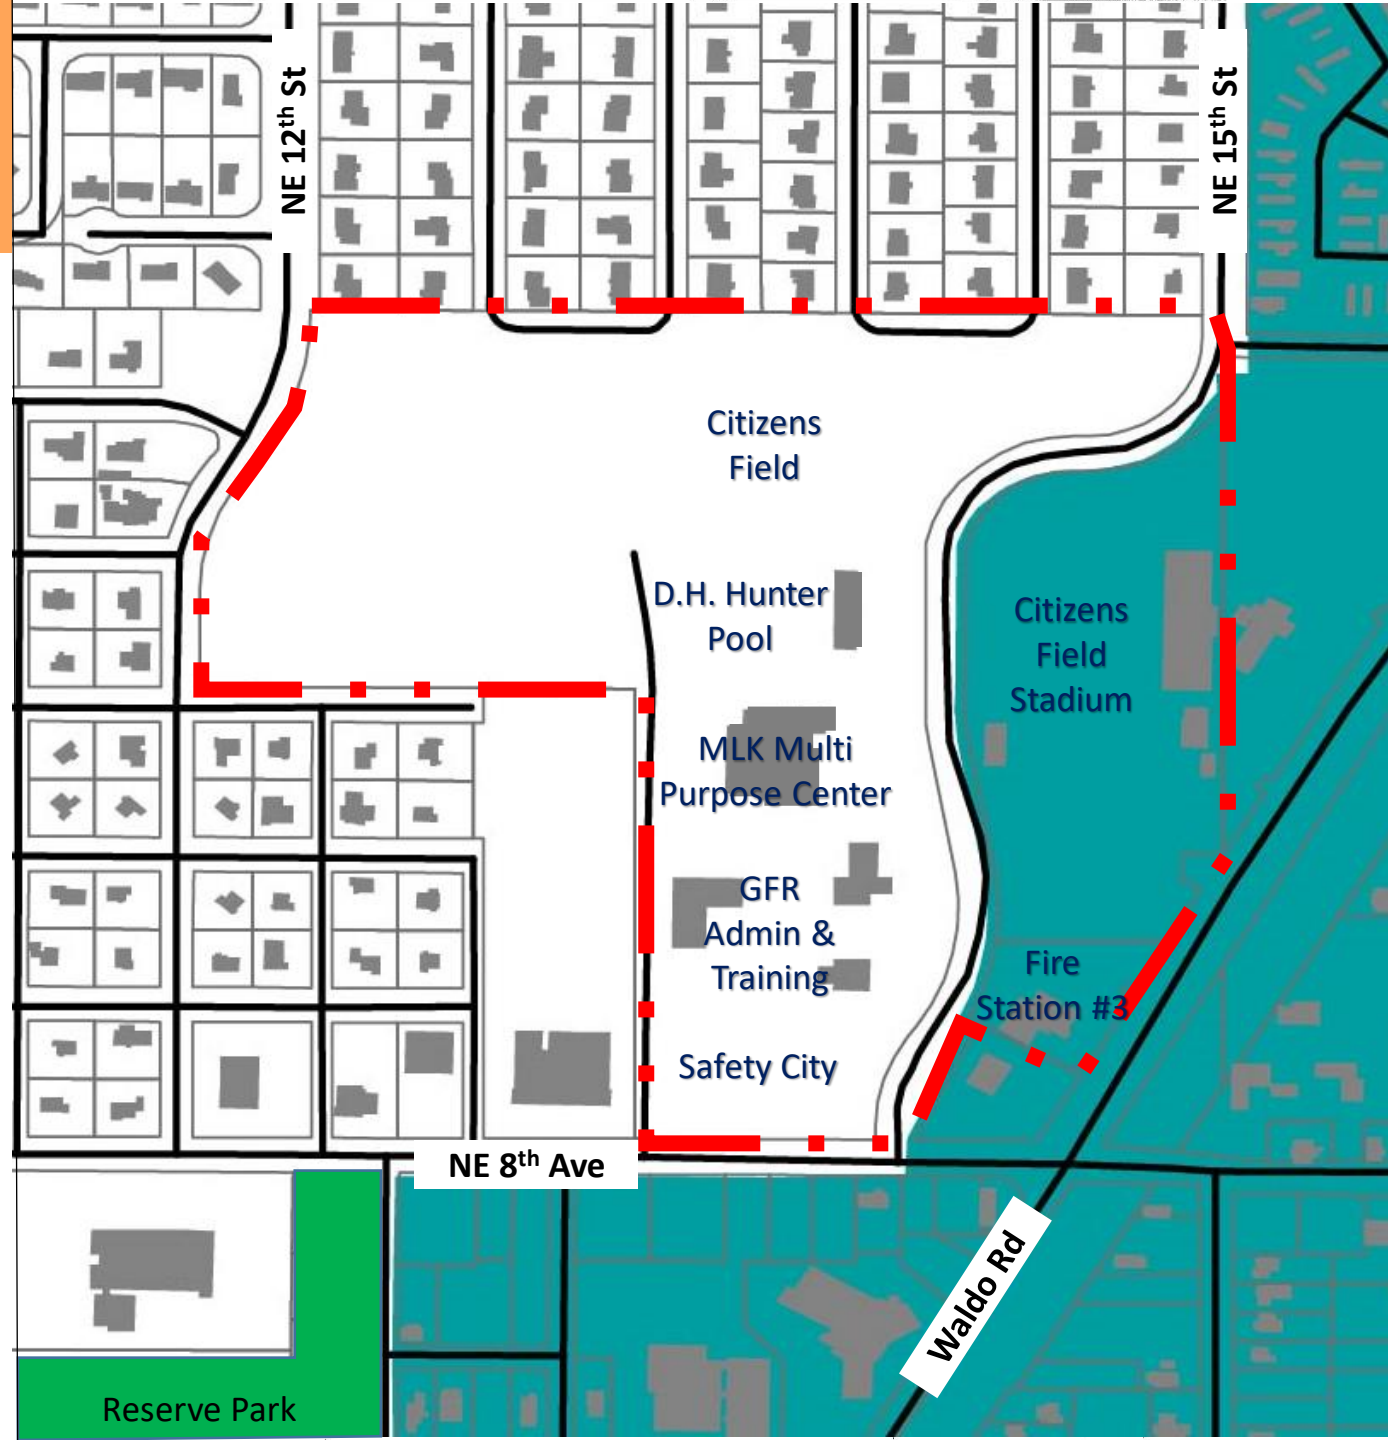 NE 12th St
NE 15th St
Citizens
Field
D.H. Hunter
Pool
Citizens
Field
Stadium
MLK Multi
Purpose Center
GFR
Admin &
Training
Fire
Station #3
Safety City
NE 8th Ave
Waldo Rd
Reserve Park